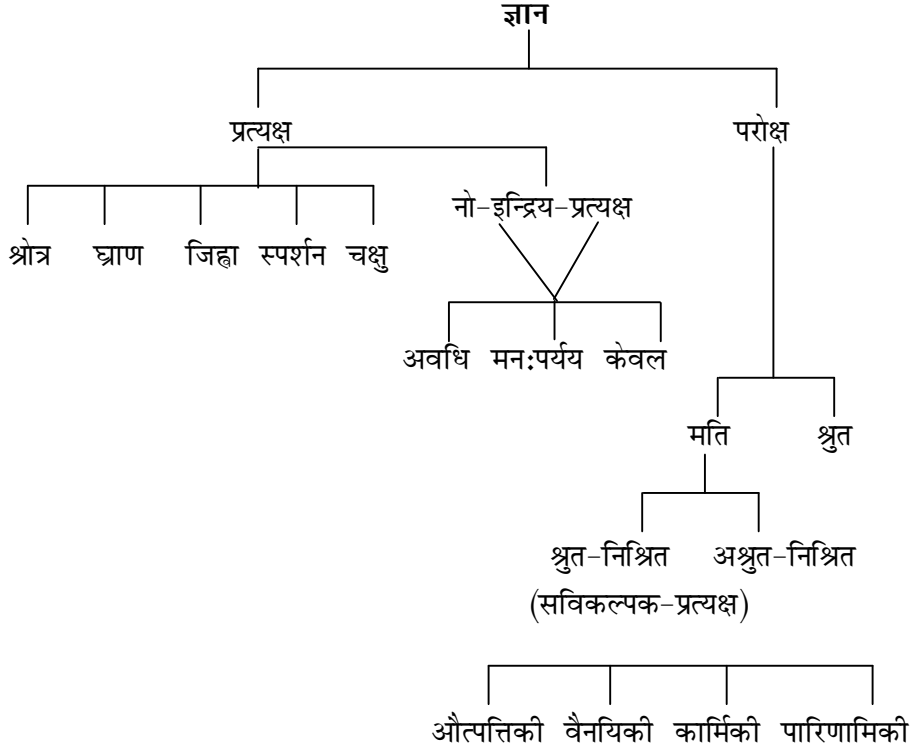 ज्ञान
प्रत्यक्ष परोक्ष
नो-इन्द्रिय-प्रत्यक्ष
श्रोत्र घ्राण जिह्वा स्पर्शन चक्षु
अवधि मन:पर्यय केवल
मति श्रुत
श्रुत-निश्रित अश्रुत-निश्रित
(सविकल्पक-प्रत्यक्ष)
औत्पत्तिकी वैनयिकी कार्मिकी पारिणामिकी